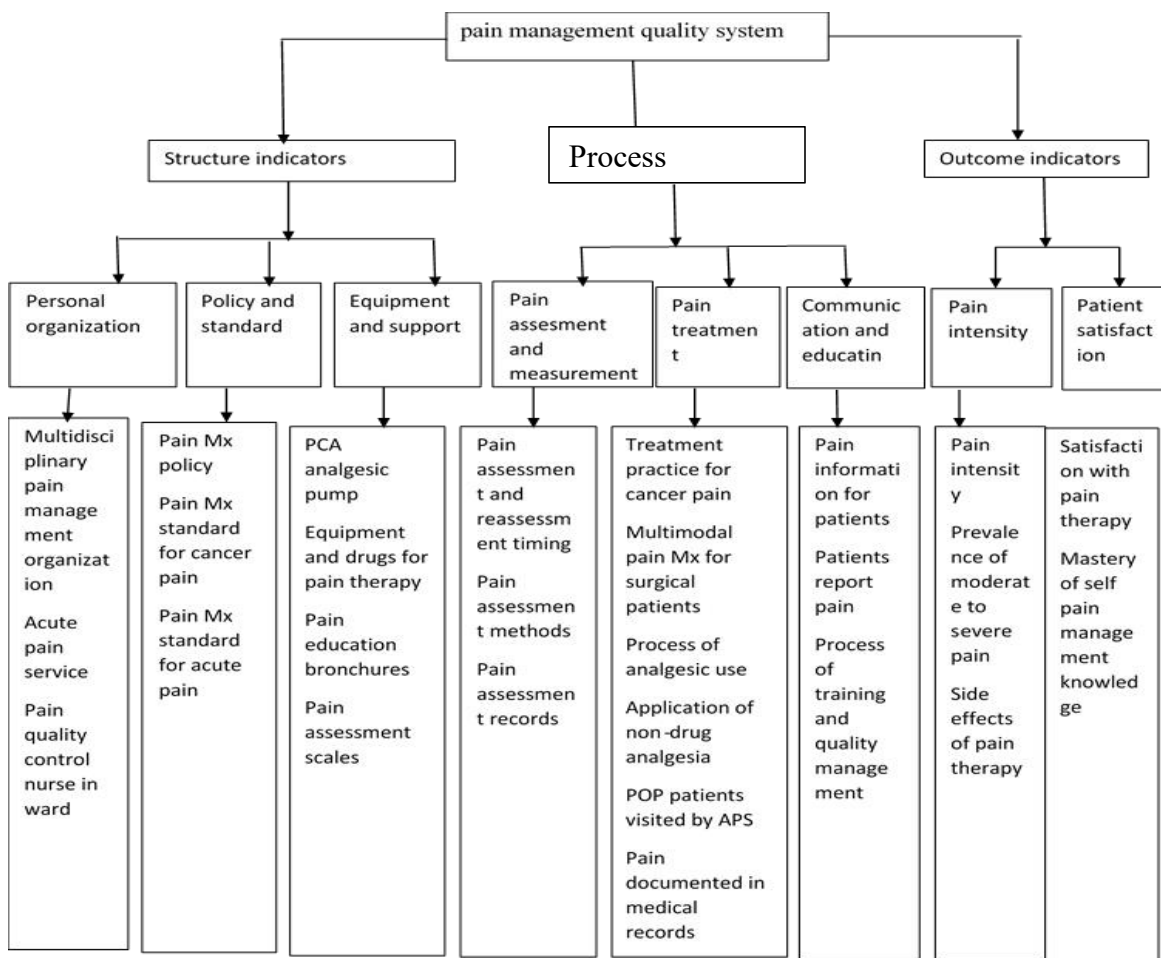 pain management quality system
Structure indicators
Process
Outcome indicators
Personal
organization
Policy and
standard
Equipment
and support
Pain
assesment
and
measurement
Pain
treatmen
t
Communic
ation and
educatin
Pain
intensity
Patient
satisfact
ion
Multidisci
plinary
pain
manage
ment
organizat
ion
Acute
pain
service
Pain
quality
control
nurse in
ward
Pain Mx
policy
Pain Mx
standard
for cancer
pain
Pain Mx
standard
for acute
pain
PCA
analgesic
pump
Equipment
and drugs for
pain therapy
Pain
education
bronchures
Pain
assessment
scales
Pain
assessmen
t and
reassessm
ent timing
Pain
assessmen
t methods
Pain
assessmen
t records
Treatment
practice for
cancer pain
Multimodal
pain Mx for
surgical
patients
Process of
analgesic use
Application of
non-drug
analgesia
POP patients
visited by APS
Pain
documented in
medical
records
Pain
informati
on for
patients
Patients
report
pain
Process
of
training
and
quality
manage
ment
Pain
intensit
y
Prevale
nce of
moderat
e to
severe
pain
Side
effects
of pain
therapy
Satisfacti
on with
pain
therapy
Mastery
of self
pain
manage
ment
knowled
ge